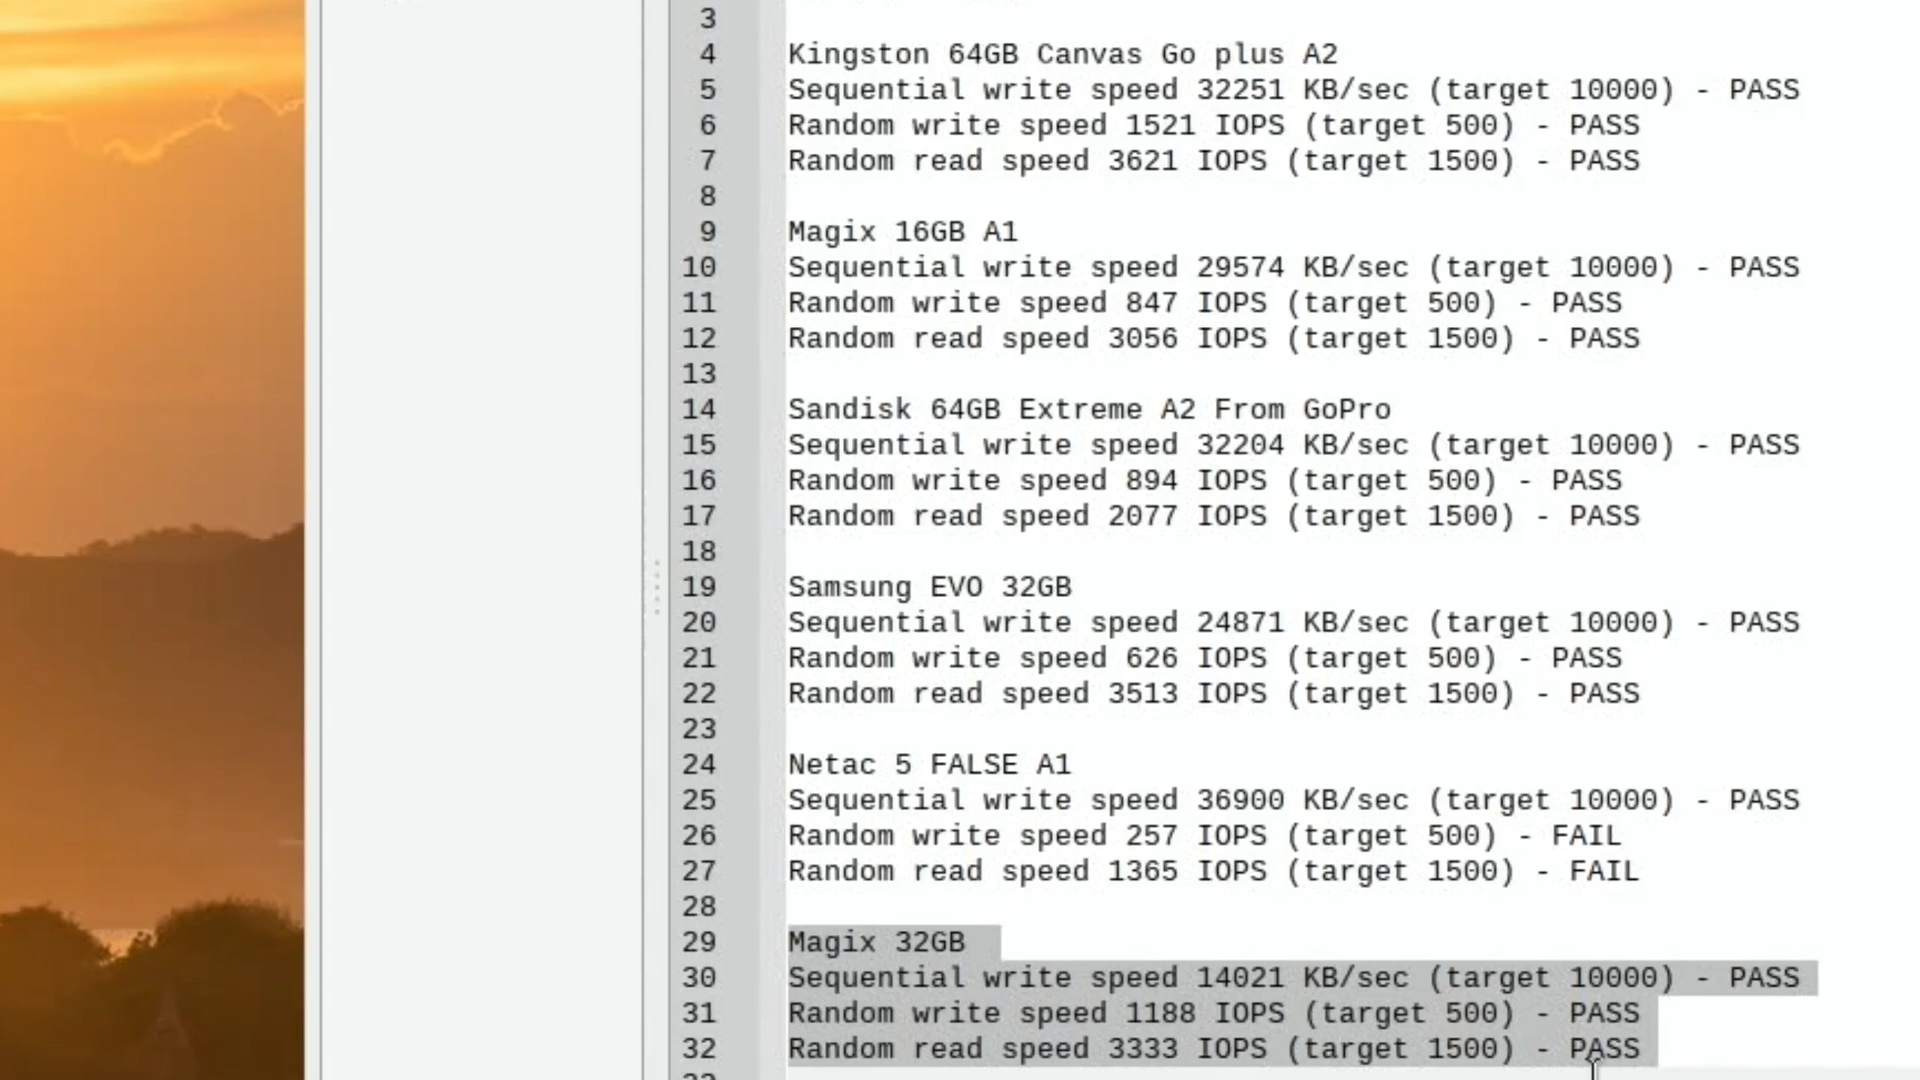 3
4 Kingston 64GB Canvas Go plus A2
5 Sequential write speed 32251 KB/sec (target 10000) - PASS
6 Random write speed 1521 IOPS (target 500) - PASS
7 Random read speed 3621 IOPS (target 1500) - PASS
8
9 Magix 16GB A1
10 Sequential write speed 29574 KB/sec (target 10000) - PASS
11 Random write speed 847 IOPS (target 500) - PASS
12 Random read speed 3056 IOPS (target 1500) - PASS
13
14 Sandisk 64GB Extreme A2 From GoPro
15 Sequential write speed 32204 KB/sec (target 10000) - PASS
16 Random write speed 894 IOPS (target 500) - PASS
17 Random read speed 2077 IOPS (target 1500) - PASS
18
19 Samsung EVO 32GB
20 Sequential write speed 24871 KB/sec (target 10000) - PASS
21 Random write speed 626 IOPS (target 500) - PASS
22 Random read speed 3513 IOPS (target 1500) - PASS
23
24 Netac 5 FALSE A1
25 Sequential write speed 36900 KB/sec (target 10000) - PASS
26 Random write speed 257 IOPS (target 500) - FAIL
27 Random read speed 1365 IOPS (target 1500) - FAIL
28
29 Magix 32GB
30 Sequential write speed 14021 KB/sec (target 10000) - PASS
31 Random write speed 1188 IOPS (target 500) - PASS
32 Random read speed 3333 IOPS (target 1500) - PASS